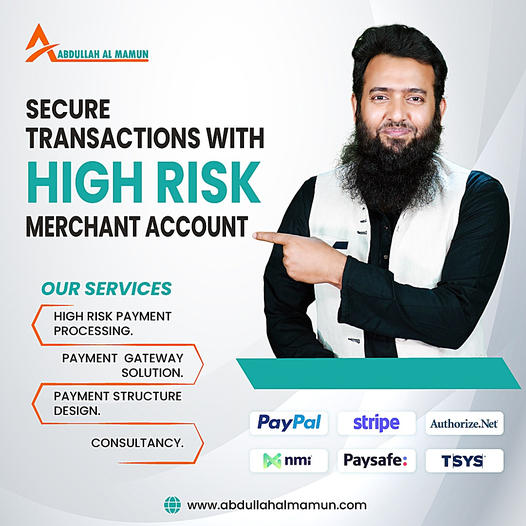 ABDULLAH AL MAMUN
SECURE
TRANSACTIONS WITH
HIGH RISK
MERCHANT ACCOUNT
OUR SERVICES
HIGH RISK PAYMENT
PROCESSING.
PAYMENT GATEWAY
SOLUTION.
PAYMENT STRUCTURE
DESIGN.
CONSULTANCY.
PayPal
stripe
Authorize.Net
nmi
Paysafe:
TSYS
www.abdullahalmamun.com